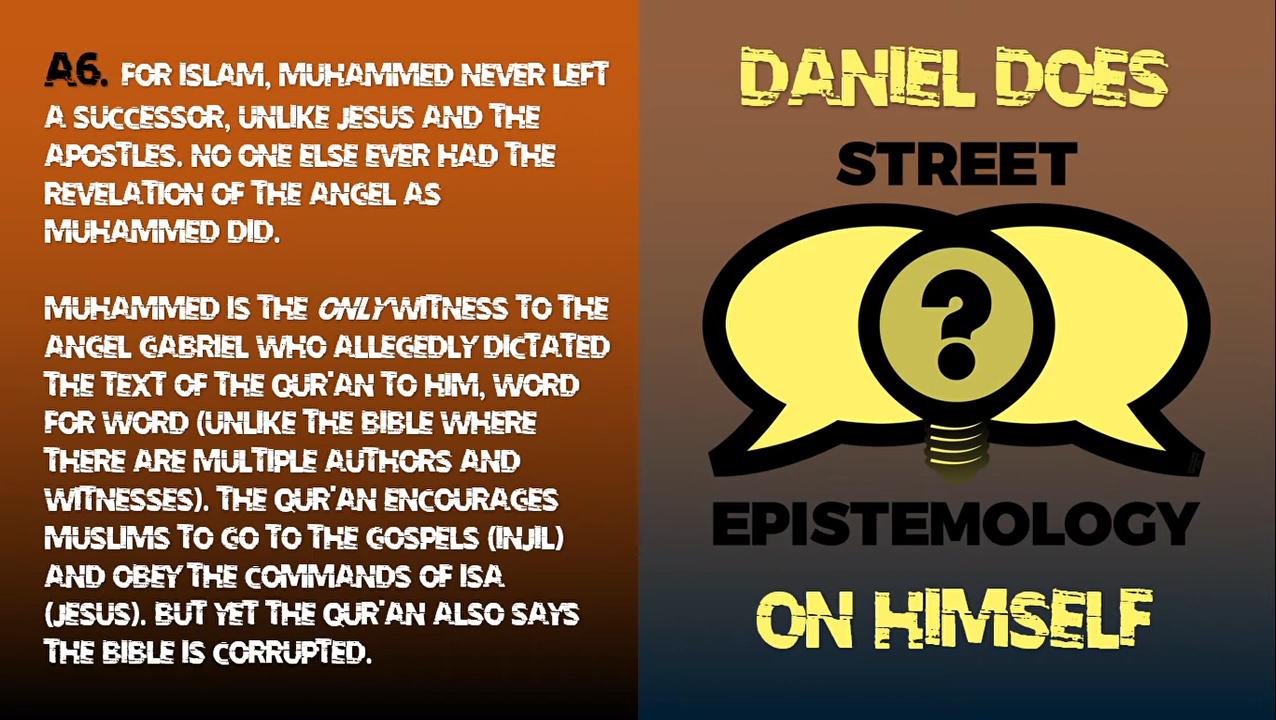 A6. FOR ISLAM, MUHAMMED NEVER LEFT
A SUCCESSOR, UNLIKE JESUS AND THE
APOSTLES. NO ONE ELSE EVER HAD THE
REVELATION OF THE ANGEL AS
MUHAMMED DID.
MUHAMMED IS THE ONLY WITNESS TO THE
ANGEL GABRIEL WHO ALLEGEDLY DICTATED
THE TEXT OF THE QUR'AN TO HIM, WORD
FOR WORD (UNLIKE THE BIBLE WHERE
THERE ARE MULTIPLE AUTHORS AND
WITNESSES). THE QUR'AN ENCOURAGES
MUSLIMS TO GO TO THE GOSPELS (INJIL)
AND OBEY THE COMMANDS OF ISA
(JESUS). BUT YET THE QUR'AN ALSO SAYS
THE BIBLE IS CORRUPTED.
DANIEL DOES
STREET
?
EPISTEMOLOGY
ON HIMSELF